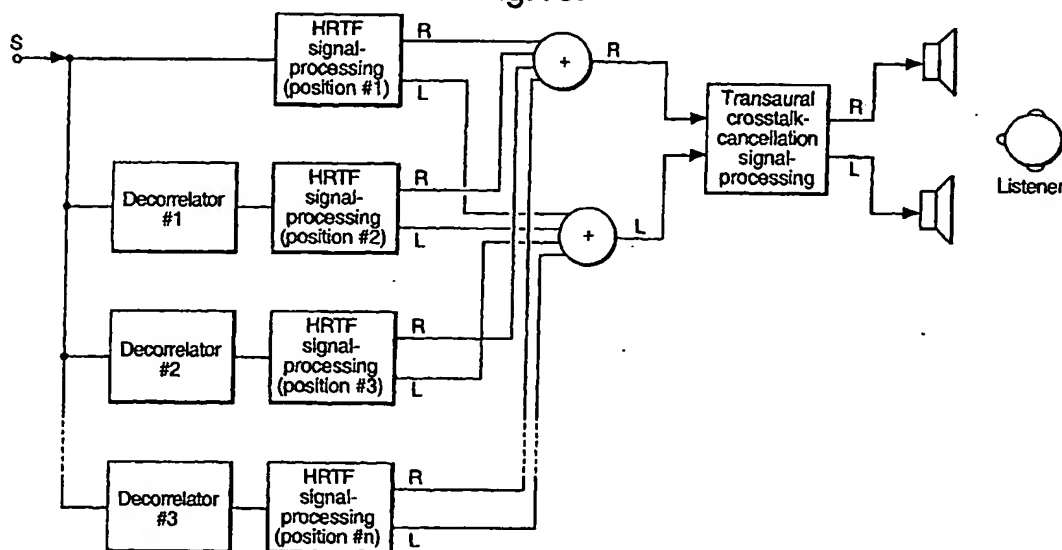 S
HRTF
signal-
processing
(position #1)
R
L
+
R
Transaural
crosstalk-
cancellation
signal-
processing
R
L
Listener
Decorrelator
#1
HRTF
signal-
processing
(position #2)
R
L
+
L
Decorrelator
#2
HRTF
signal-
processing
(position #3)
R
L
Decorrelator
#3
HRTF
signal-
processing
(position #n)
R
L